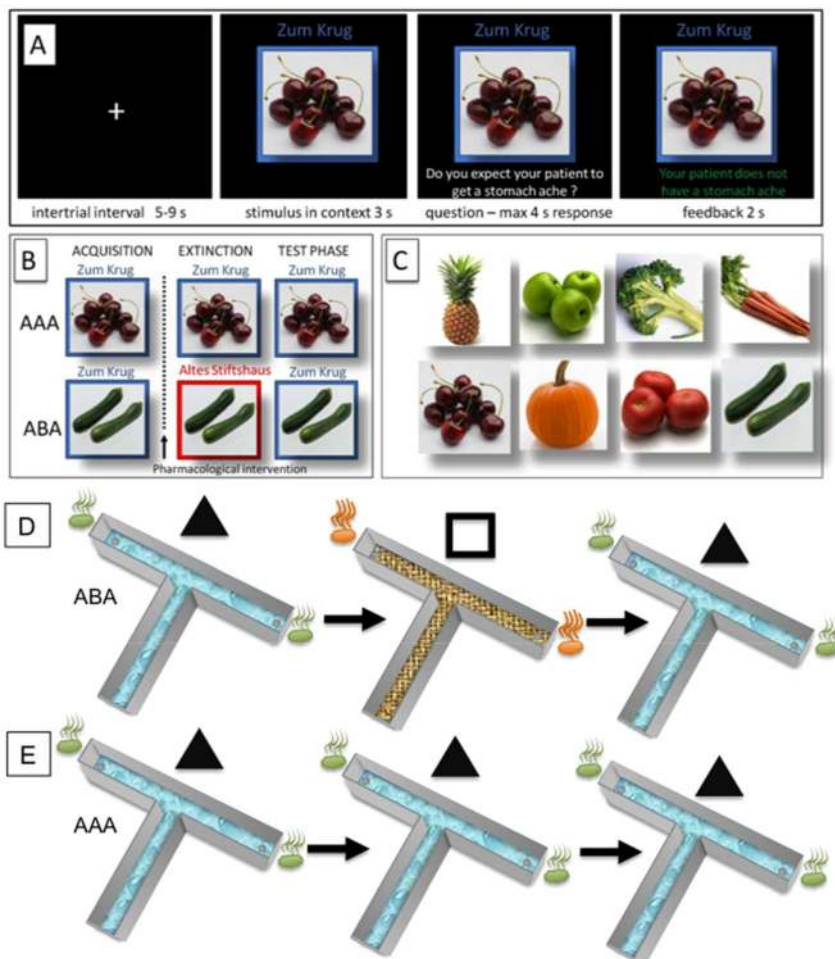 A
Zum Krug
Zum Krug
Zum Krug
Do you expect your patient to
get a stomach ache ?
Your patient does not
have a stomach ache
intertrial interval 5-9 s
stimulus in context 3 s
question – max 4 s response
feedback 2 s
B
ACQUISITION
EXTINCTION
TEST PHASE
Zum Krug
Zum Krug
Zum Krug
AAA
Zum Krug
Altes Stiftshaus
Zum Krug
ABA
Pharmacological intervention
C
D
ABA
E
AAA